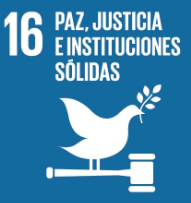 16 PAZ, JUSTICIA
E INSTITUCIONES
SÓLIDAS